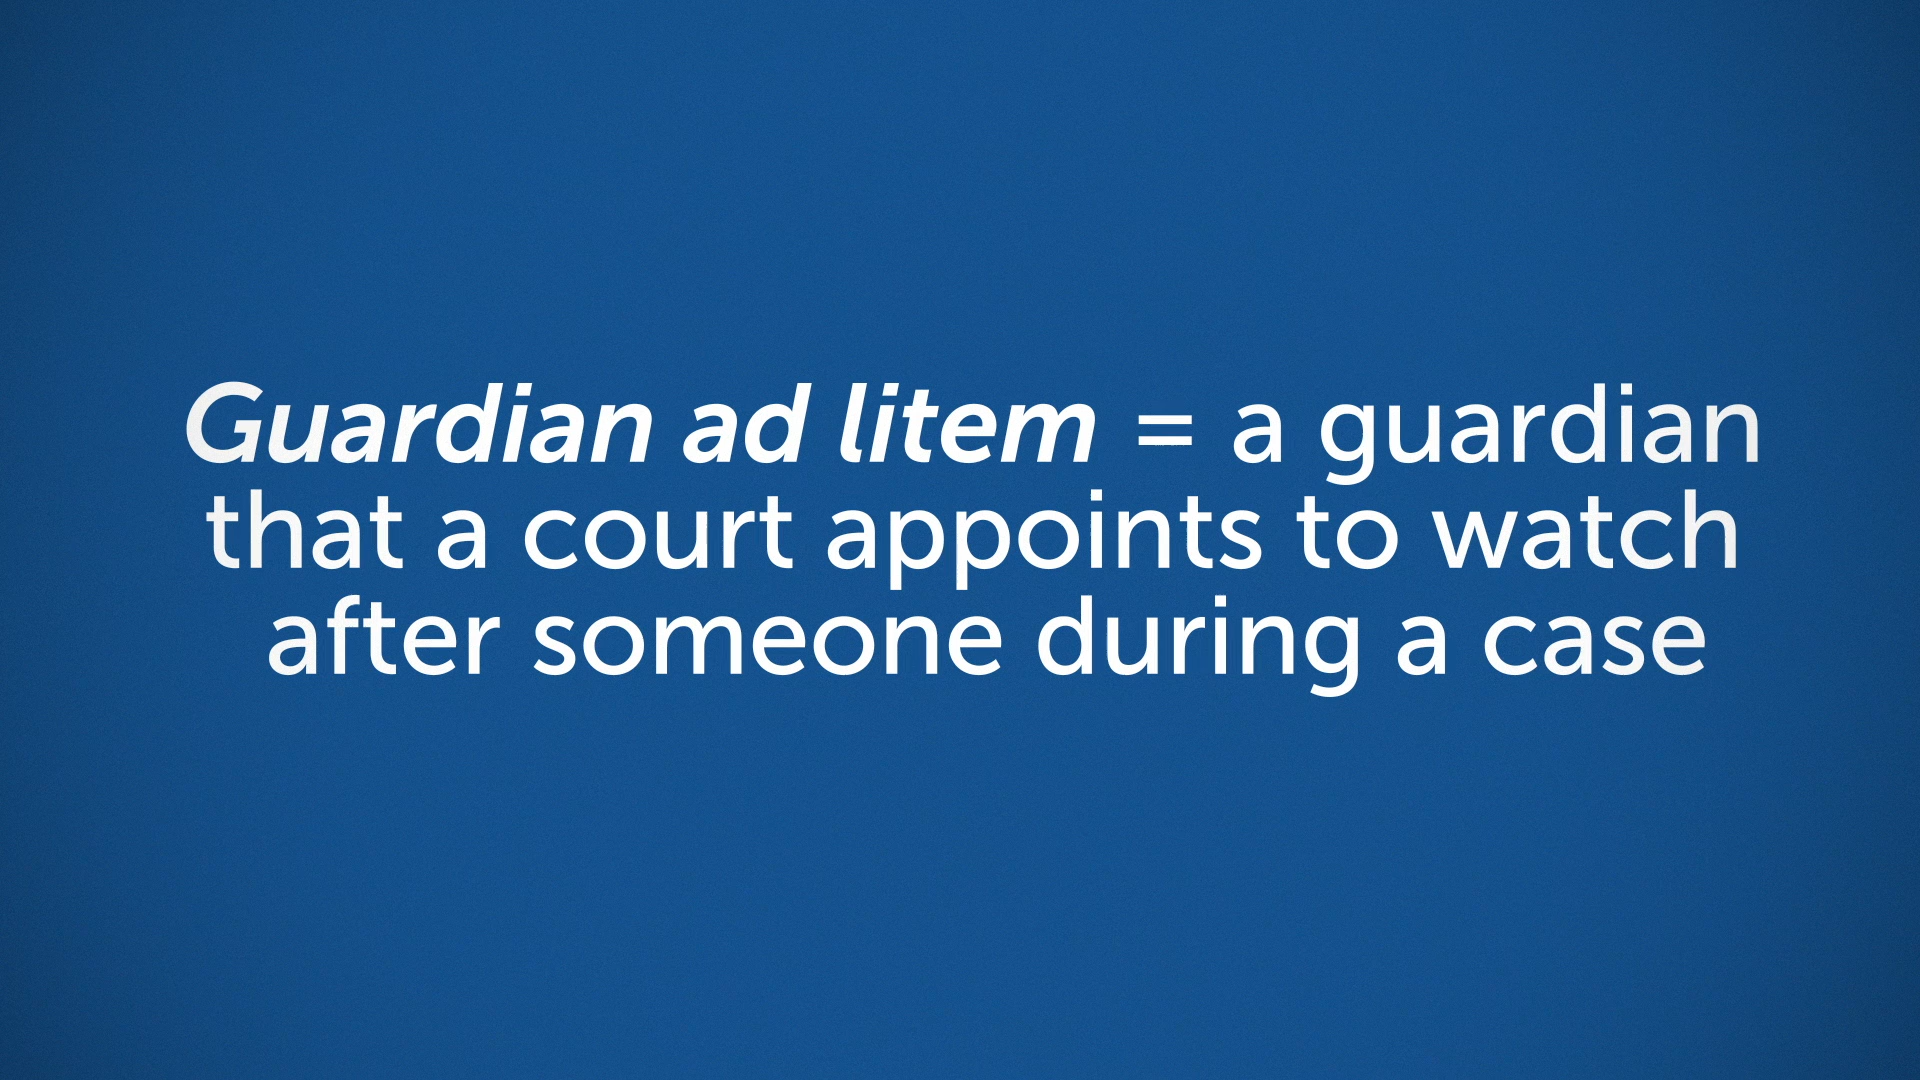 Guardian ad litem = a guardian
that a court appoints to watch
after someone during a case